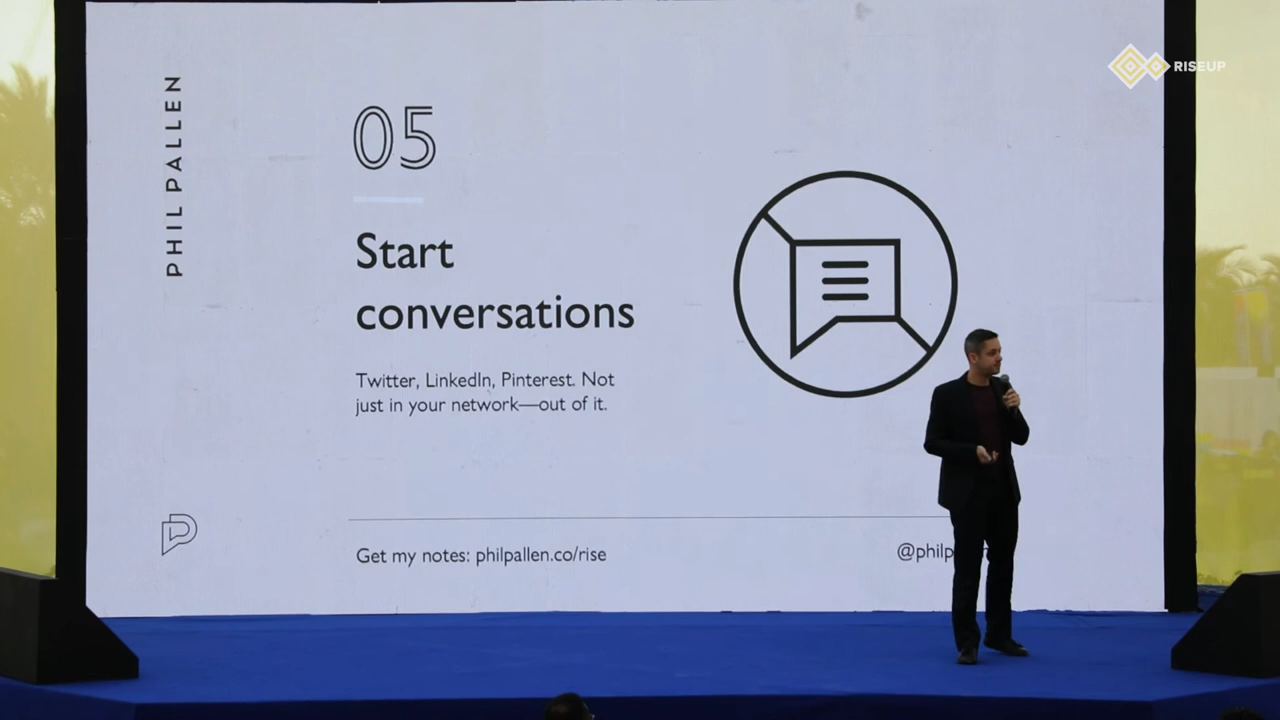 RISEUP
PHIL PALLEN
05
Start
conversations
Twitter, LinkedIn, Pinterest. Not
just in your network—out of it.
Get my notes: philpallen.co/rise
@philp